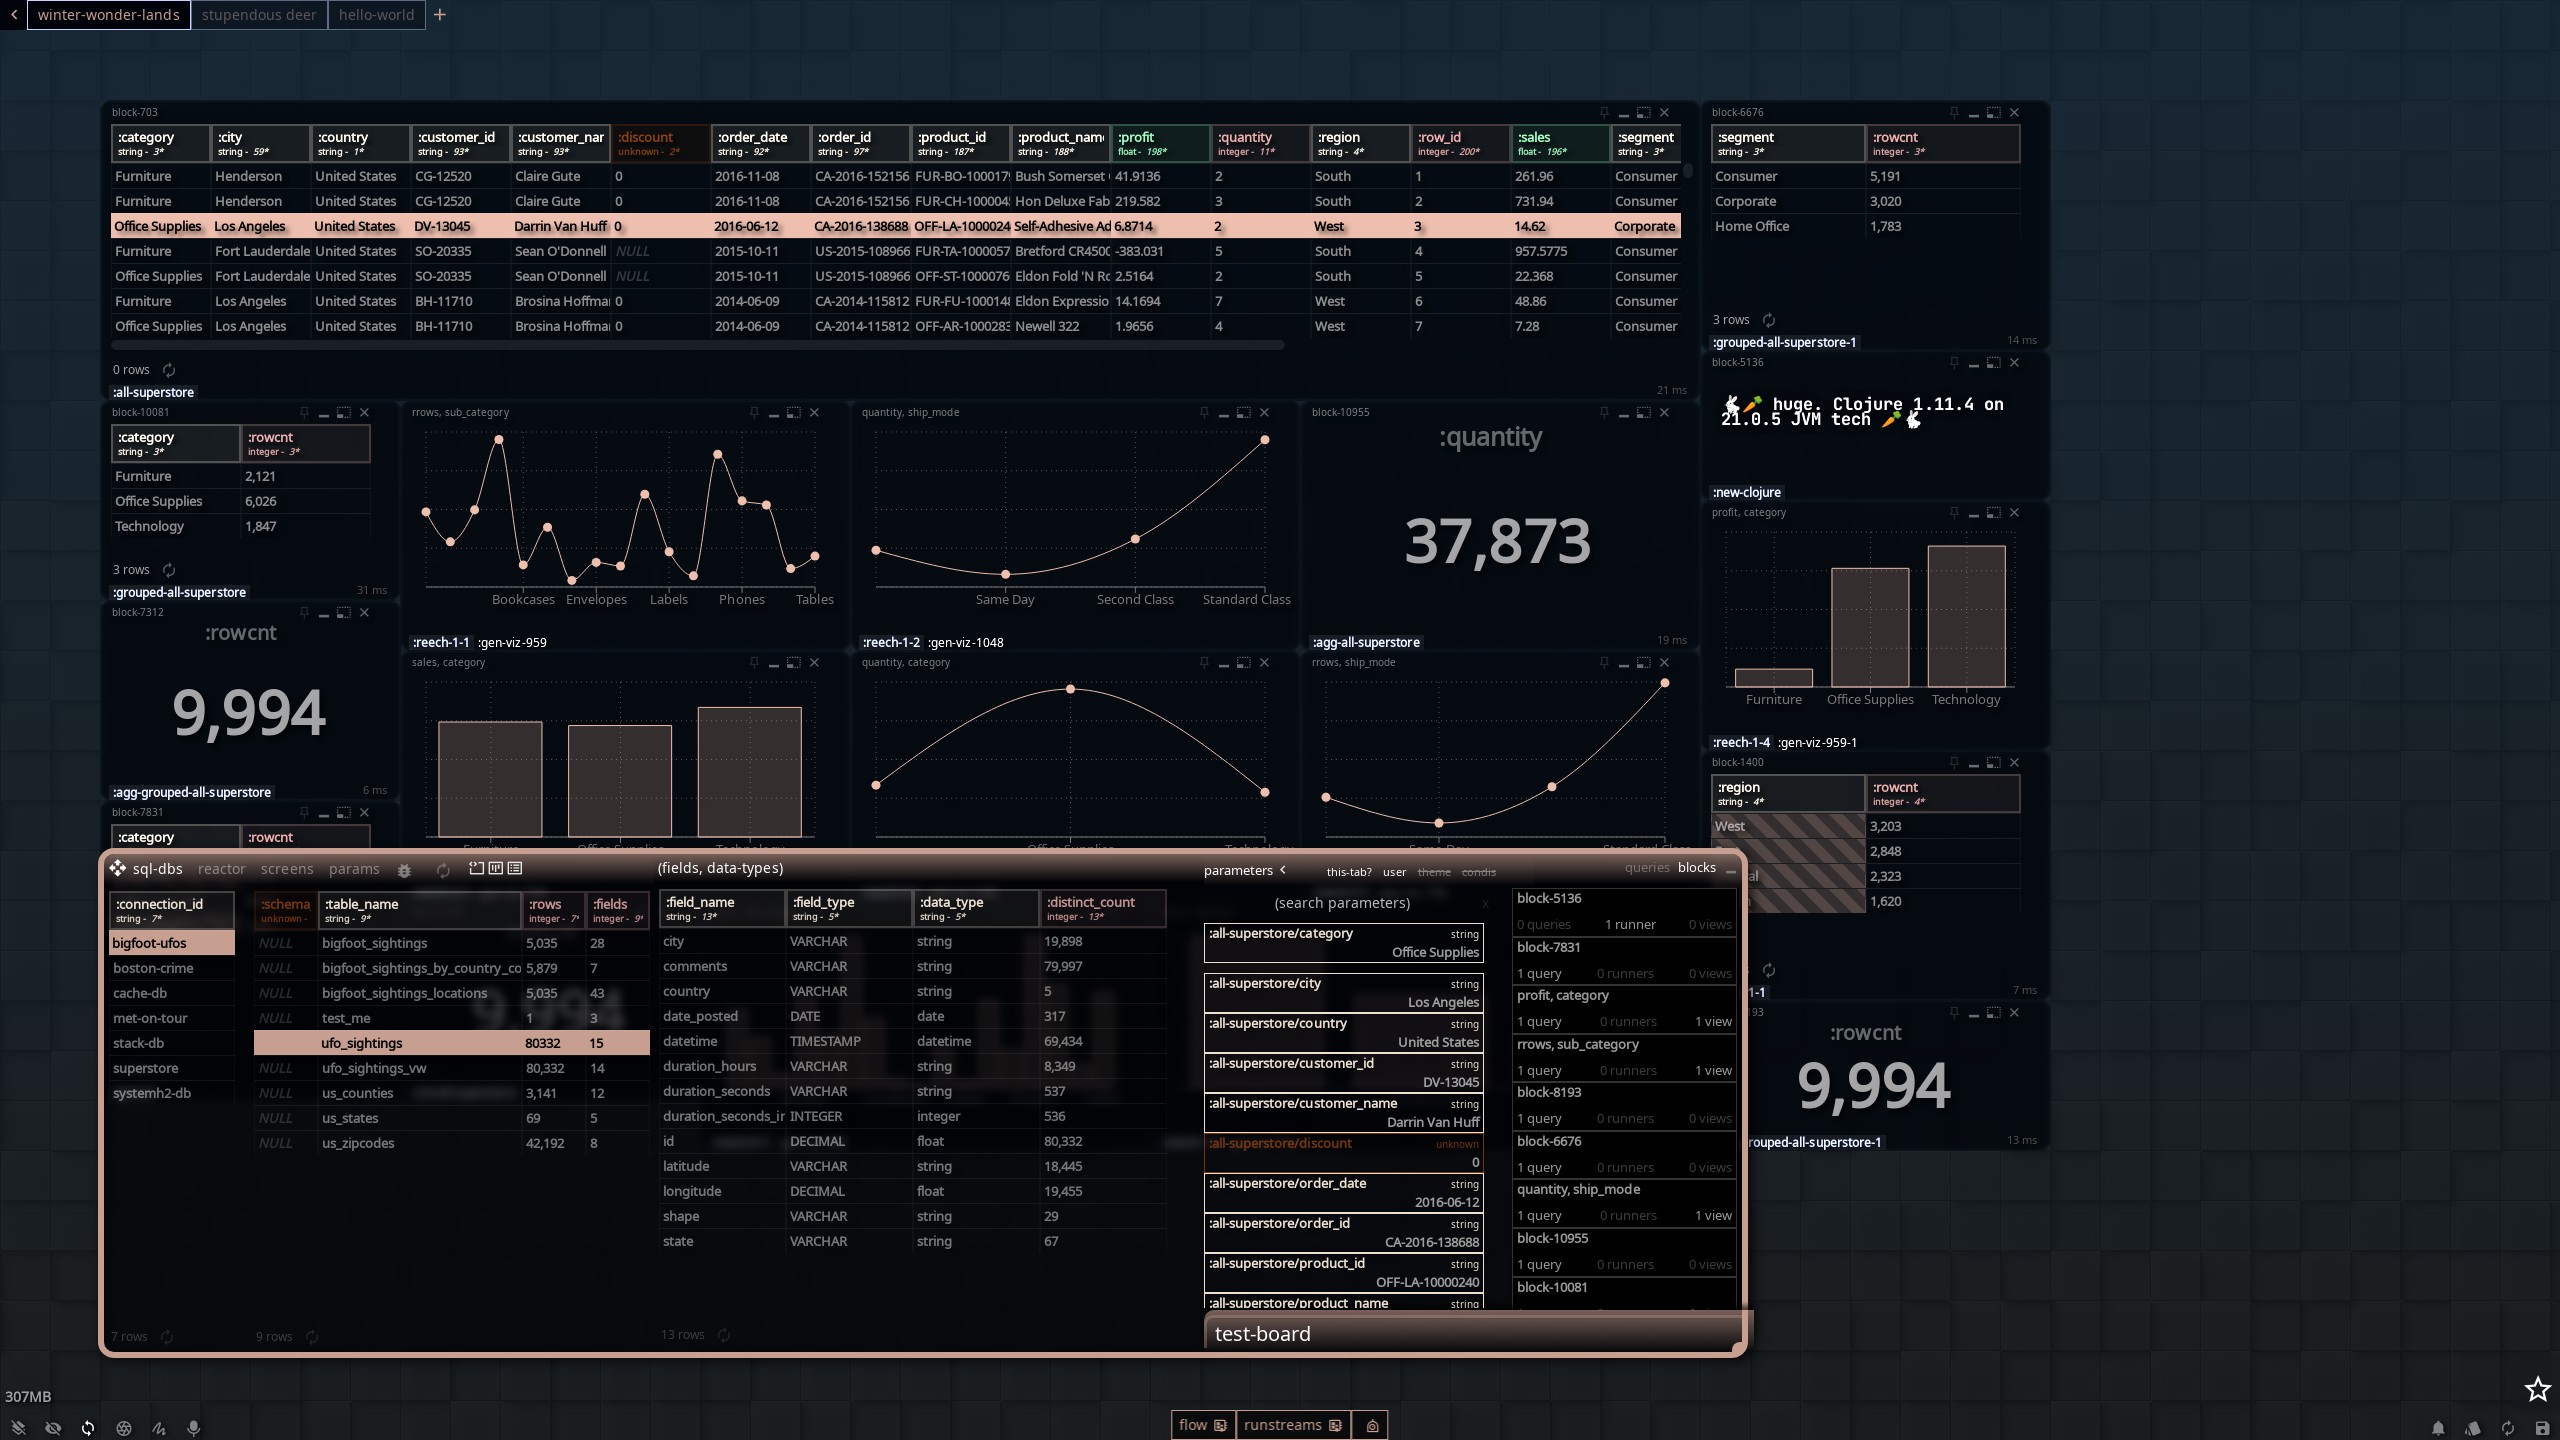 winter-wonder-lands stupendous deer hello-world +
block-703
:category :city :country :customer_id :customer_nar :discount :order_date :order_id :product_id :product_name :profit :quantity :region :row_id :sales :segment
string - 3* string - 59* string - 1* string - 93* string - 93* unknown - 2* string - 92* string - 97* string - 187* string - 188* float - 198* integer - 11* string - 4* integer - 200* float - 196* string - 3*
Furniture Henderson United States CG-12520 Claire Gute 0 2016-11-08 CA-2016-152156 FUR-BO-100017 Bush Somerset 41.9136 2 South 1 261.96 Consumer
Furniture Henderson United States CG-12520 Claire Gute 0 2016-11-08 CA-2016-152156 FUR-CH-100004 Hon Deluxe Fab 219.582 3 South 2 731.94 Consumer
Office Supplies Los Angeles United States DV-13045 Darrin Van Huff 0 2016-06-12 CA-2016-138688 OFF-LA-1000024 Self-Adhesive Ad 6.8714 2 West 3 14.62 Corporate
Furniture Fort Lauderdale United States SO-20335 Sean O'Donnell NULL 2015-10-11 US-2015-108966 FUR-TA-1000057 Bretford CR4500 -383.031 5 South 4 957.5775 Consumer
Office Supplies Fort Lauderdale United States SO-20335 Sean O'Donnell NULL 2015-10-11 US-2015-108966 OFF-ST-1000076 Eldon Fold 'N Ro 2.5164 2 South 5 22.368 Consumer
Furniture Los Angeles United States BH-11710 Brosina Hoffma 0 2014-06-09 CA-2014-115812 FUR-FU-1000148 Eldon Expressio 14.1694 7 West 6 48.86 Consumer
Office Supplies Los Angeles United States BH-11710 Brosina Hoffma 0 2014-06-09 CA-2014-115812 OFF-AR-1000283 Newell 322 1.9656 4 West 7 7.28 Consumer
0 rows
:all-superstore 21 ms
block-6676
:segment :rowcnt
string - 3* integer - 3*
Consumer 5,191
Corporate 3,020
Home Office 1,783
3 rows
:grouped-all-superstore-1 14 ms
block-5136
🐇🥕 huge. Clojure 1.11.4 on
21.0.5 JVM tech 🥕🐇
:new-clojure
block-10081
:category :rowcnt
string - 3* integer - 3*
Furniture 2,121
Office Supplies 6,026
Technology 1,847
3 rows
:grouped-all-superstore 31 ms
rrows, sub_category
Bookcases Envelopes Labels Phones Tables
:reech-1-1 :gen-viz-959
quantity, ship_mode
Same Day Second Class Standard Class
:reech-1-2 :gen-viz-1048
block-10955
:quantity
37,873
:agg-all-superstore 19 ms
profit, category
Furniture Office Supplies Technology
:reech-1-4 :gen-viz-959-1
block-7312
:rowcnt
9,994
:agg-grouped-all-superstore 6 ms
sales, category
quantity, category
rrows, ship_mode
block-1400
:region :rowcnt
string - 4* integer - 4*
West 3,203
2,848
2,323
1,620
7 ms
block-7831
:category :rowcnt
:rowcnt
9,994
rouped-all-superstore-1 13 ms
sql-dbs reactor screens params
:connection_id
string - 7*
bigfoot-ufos
boston-crime
cache-db
met-on-tour
stack-db
superstore
systemh2-db
7 rows
:schema :table_name :rows :fields
unknown - string - 9* integer - 7* integer - 9*
NULL bigfoot_sightings 5,035 28
NULL bigfoot_sightings_by_country_co 5,879 7
NULL bigfoot_sightings_locations 5,035 43
NULL test_me 1 3
ufo_sightings 80332 15
NULL ufo_sightings_vw 80,332 14
NULL us_counties 3,141 12
NULL us_states 69 5
NULL us_zipcodes 42,192 8
9 rows
(fields, data-types)
:field_name :field_type :data_type :distinct_count
string - 13* string - 5* string - 5* integer - 13*
city VARCHAR string 19,898
comments VARCHAR string 79,997
country VARCHAR string 5
date_posted DATE date 317
datetime TIMESTAMP datetime 69,434
duration_hours VARCHAR string 8,349
duration_seconds VARCHAR string 537
duration_seconds_ir INTEGER integer 536
id DECIMAL float 80,332
latitude VARCHAR string 18,445
longitude DECIMAL float 19,455
shape VARCHAR string 29
state VARCHAR string 67
13 rows
parameters this-tab? user theme condis
(search parameters) x
:all-superstore/category string
Office Supplies
:all-superstore/city string
Los Angeles
:all-superstore/country string
United States
:all-superstore/customer_id string
DV-13045
:all-superstore/customer_name string
Darrin Van Huff
:all-superstore/discount unknown
0
:all-superstore/order_date string
2016-06-12
:all-superstore/order_id string
CA-2016-138688
:all-superstore/product_id string
OFF-LA-10000240
:all-superstore/product_name string
queries blocks
block-5136
0 queries 1 runner 0 views
block-7831
1 query 0 runners 0 views
profit, category
1 query 0 runners 1 view
rrows, sub_category
1 query 0 runners 1 view
block-8193
1 query 0 runners 0 views
block-6676
1 query 0 runners 0 views
quantity, ship_mode
1 query 0 runners 1 view
block-10955
1 query 0 runners 0 views
block-10081
test-board
307MB
flow runstreams